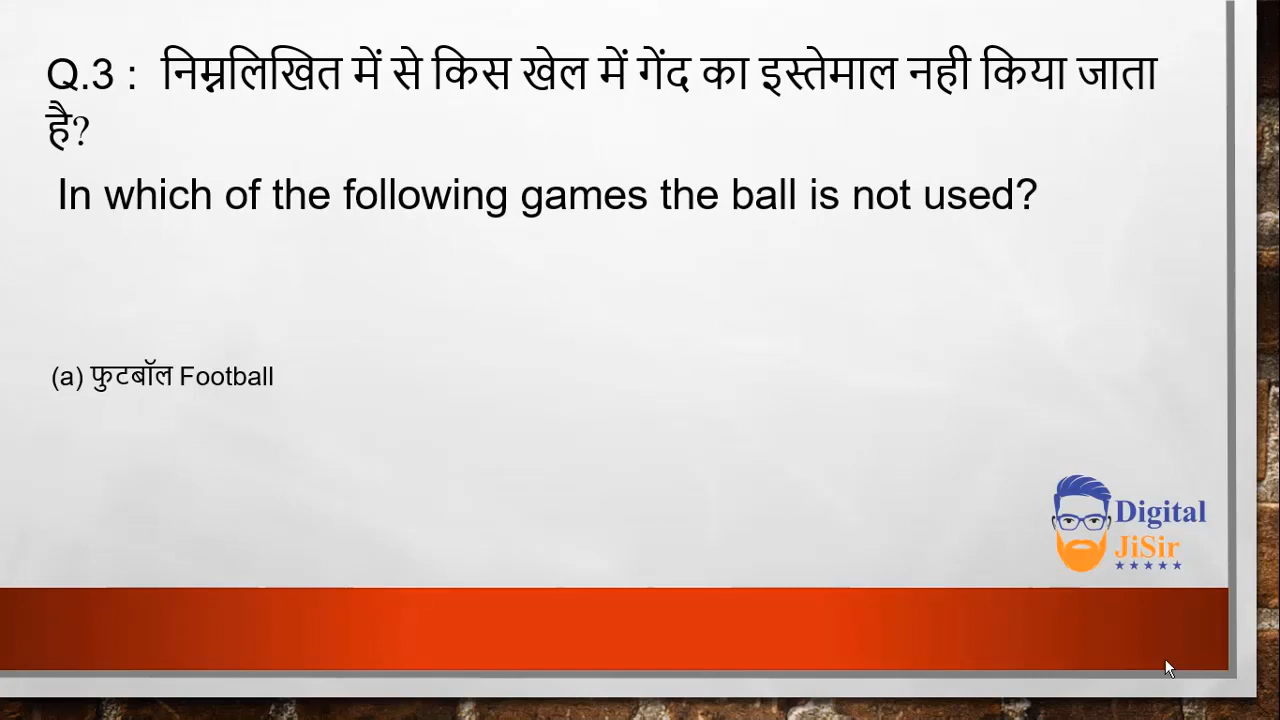 Q.3 : निम्नलिखित में से किस खेल में गेंद का इस्तेमाल नही किया जाता
है?
In which of the following games the ball is not used?
(a) फुटबॉल Football
Digital
JiSir